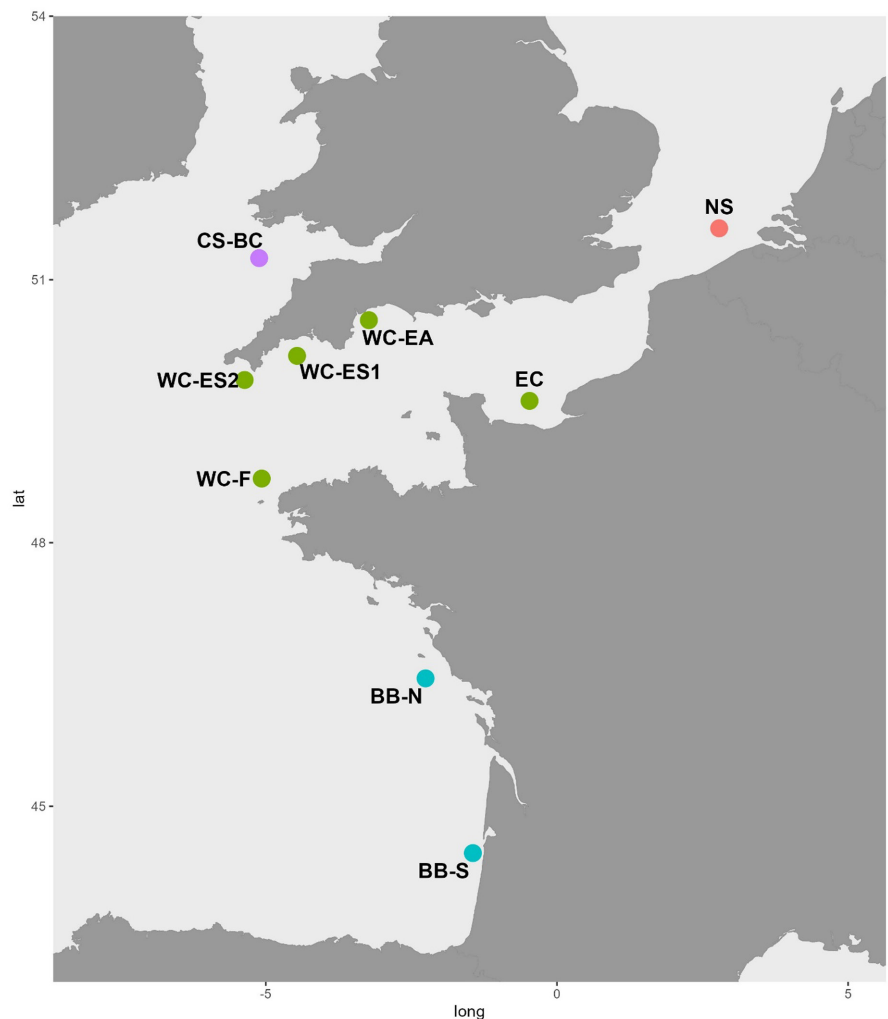 54
NS
CS-BC
51
WC-EA
WC-ES1
WC-ES2
EC
WC-F
lat
48
BB-N
45
BB-S
-5
0
5
long